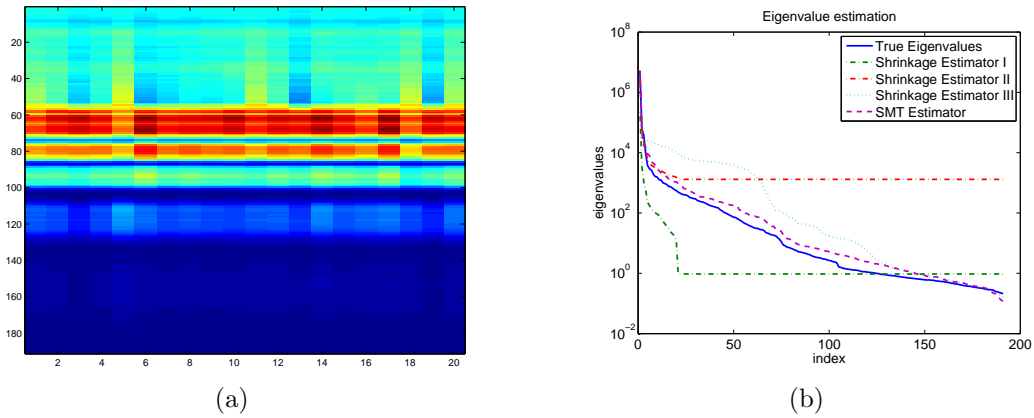 20
40
60
80
100
120
140
160
180
2 4 6 8 10 12 14 16 18 20
(a)
Eigenvalue estimation
10^8
10^6
10^4
10^2
10^0
10^−2
eigenvalues
0 50 100 150 200
index
True Eigenvalues
Shrinkage Estimator I
Shrinkage Estimator II
Shrinkage Estimator III
SMT Estimator
(b)